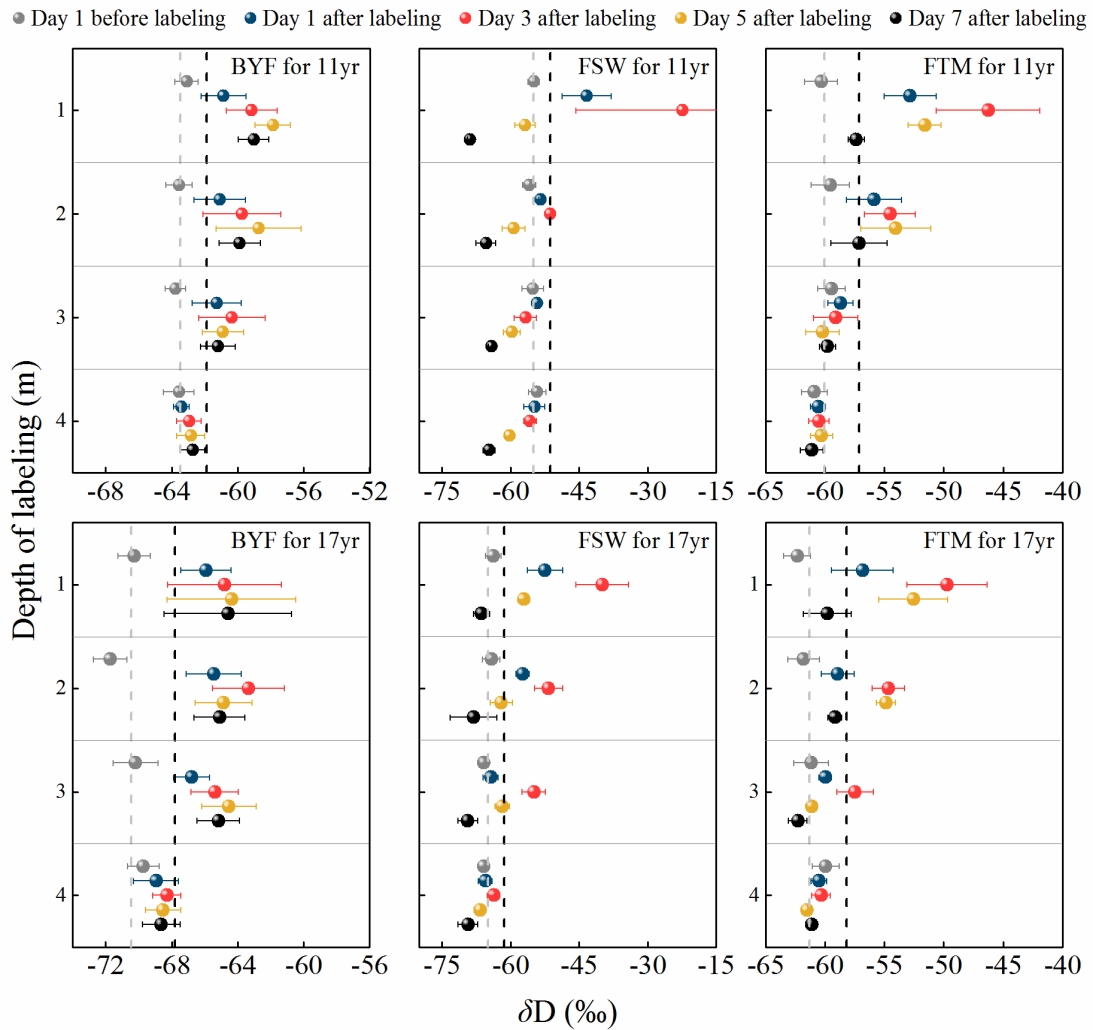 Day 1 before labeling Day 1 after labeling Day 3 after labeling Day 5 after labeling Day 7 after labeling
BYF for 11yr FSW for 11yr FTM for 11yr
1
2
3
4
-68 -64 -60 -56 -52 -75 -60 -45 -30 -15 -65 -60 -55 -50 -45 -40
BYF for 17yr FSW for 17yr FTM for 17yr
1
2
3
4
-72 -68 -64 -60 -56 -75 -60 -45 -30 -15 -65 -60 -55 -50 -45 -40
Depth of labeling (m)
δD (‰)